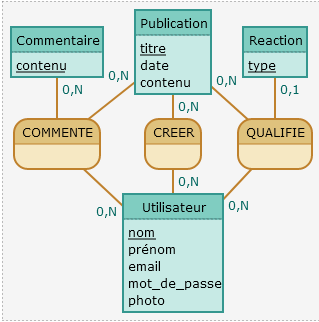 Publication
titre
date
contenu
Commentaire
contenu
Reaction
type
0,N
0,N
0,N
0,N
0,1
COMMENTE
CREER
QUALIFIE
0,N
0,N
0,N
Utilisateur
nom
prénom
email
mot_de_passe
photo